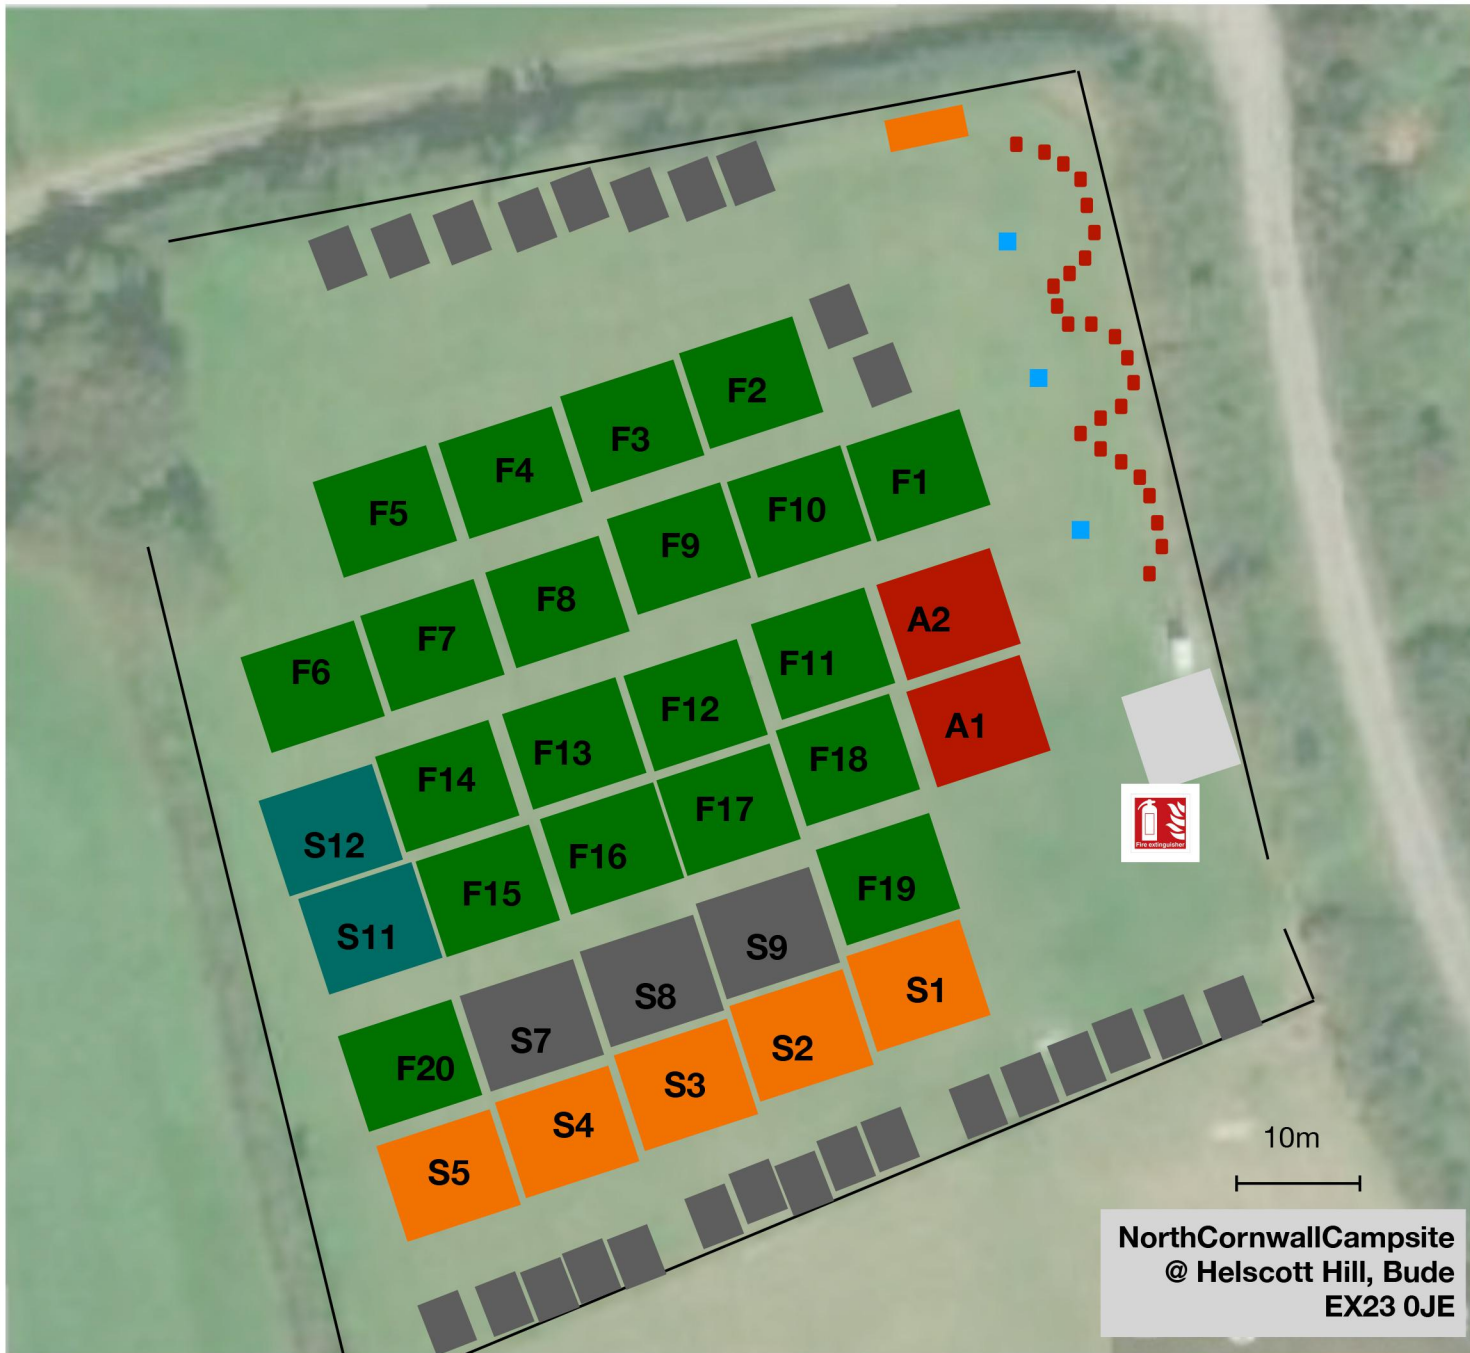 F2
F3
F4
F5
F1
F10
F9
F8
F7
F6
A2
F11
F12
F13
F14
S12
A1
F18
F17
F16
F15
S11
F19
S9
S8
S7
F20
S1
S2
S3
S4
S5
Fire extinguisher
10m
NorthCornwallCampsite
@ Helscott Hill, Bude
EX23 0JE